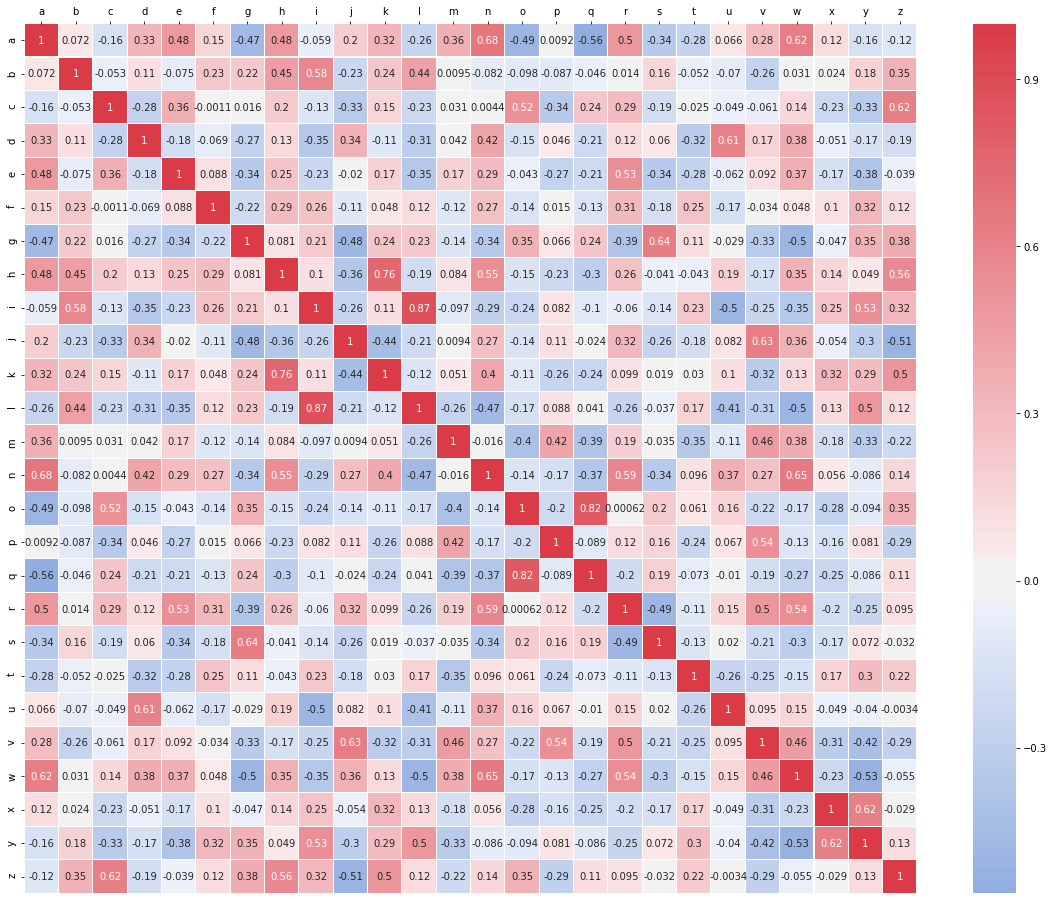 a b c d e f g h i j k l m n o p q r s t u v w x y z
a 1 0.072 -0.16 0.33 0.48 0.15 -0.47 0.48 -0.059 0.2 0.32 -0.26 0.36 0.68 -0.49 0.0092 -0.56 0.5 -0.34 -0.28 0.066 0.28 0.62 0.12 -0.16 -0.12
b 0.072 1 -0.053 0.11 -0.075 0.23 0.22 0.45 0.58 -0.23 0.24 0.44 0.0095 -0.082 -0.098 -0.087 -0.046 0.014 0.16 -0.052 -0.07 -0.26 0.031 0.024 0.18 0.35
0.9
c -0.16 -0.053 1 -0.28 0.36 -0.0011 0.016 0.2 -0.13 -0.33 0.15 -0.23 0.031 0.0044 0.52 -0.34 0.24 0.29 -0.19 -0.025 -0.049 -0.061 0.14 -0.23 -0.33 0.62
d 0.33 0.11 -0.28 1 -0.18 -0.069 -0.27 0.13 -0.35 0.34 -0.11 -0.31 0.042 0.42 -0.15 0.046 -0.21 0.12 0.06 -0.32 0.61 0.17 0.38 -0.051 -0.17 -0.19
e 0.48 -0.075 0.36 -0.18 1 0.088 -0.34 0.25 -0.23 -0.02 0.17 -0.35 0.17 0.29 -0.043 -0.27 -0.21 0.53 -0.34 -0.28 -0.062 0.092 0.37 -0.17 -0.38 -0.039
f 0.15 0.23 -0.0011 -0.069 0.088 1 -0.22 0.29 0.26 -0.11 0.048 0.12 -0.12 0.27 -0.14 0.015 -0.13 0.31 -0.18 0.25 -0.17 -0.034 0.048 0.1 0.32 0.12
g -0.47 0.22 0.016 -0.27 -0.34 -0.22 1 0.081 0.21 -0.48 0.24 0.23 -0.14 -0.34 0.35 0.066 0.24 -0.39 0.64 0.11 -0.029 -0.33 -0.5 -0.047 0.35 0.38
0.6
h 0.48 0.45 0.2 0.13 0.25 0.29 0.081 1 0.1 -0.36 0.76 -0.19 0.084 0.55 -0.15 -0.23 -0.3 0.26 -0.041 -0.043 0.19 -0.17 0.35 0.14 0.049 0.56
i -0.059 0.58 -0.13 -0.35 -0.23 0.26 0.21 0.1 1 -0.26 0.11 0.87 -0.097 -0.29 -0.24 0.082 -0.1 -0.06 -0.14 0.23 -0.5 -0.25 -0.35 0.25 0.53 0.32
j 0.2 -0.23 -0.33 0.34 -0.02 -0.11 -0.48 -0.36 -0.26 1 -0.44 -0.21 0.0094 0.27 -0.14 0.11 -0.024 0.32 -0.26 -0.18 0.082 0.63 0.36 -0.054 -0.3 -0.51
k 0.32 0.24 0.15 -0.11 0.17 0.048 0.24 0.76 0.11 -0.44 1 -0.12 0.051 0.4 -0.11 -0.26 -0.24 0.099 0.019 0.03 0.1 -0.32 0.13 0.32 0.29 0.5
l -0.26 0.44 -0.23 -0.31 -0.35 0.12 0.23 -0.19 0.87 -0.21 -0.12 1 -0.26 -0.47 -0.17 0.088 0.041 -0.26 -0.037 0.17 -0.41 -0.31 -0.5 0.13 0.5 0.12
0.3
m 0.36 0.0095 0.031 0.042 0.17 -0.12 -0.14 0.084 -0.097 0.0094 0.051 -0.26 1 -0.016 -0.4 0.42 -0.39 0.19 -0.035 -0.35 -0.11 0.46 0.38 -0.18 -0.33 -0.22
n 0.68 -0.082 0.0044 0.42 0.29 0.27 -0.34 0.55 -0.29 0.27 0.4 -0.47 -0.016 1 -0.14 -0.17 -0.37 0.59 -0.34 0.096 0.37 0.27 0.65 0.056 -0.086 0.14
o -0.49 -0.098 0.52 -0.15 -0.043 -0.14 0.35 -0.15 -0.24 -0.14 -0.11 -0.17 -0.4 -0.14 1 -0.2 0.82 0.00062 0.2 0.061 0.16 -0.22 -0.17 -0.28 -0.094 0.35
p -0.0092 -0.087 -0.34 0.046 -0.27 0.015 0.066 -0.23 0.082 0.11 -0.26 0.088 0.42 -0.17 -0.2 1 -0.089 0.12 0.16 -0.24 0.067 0.54 -0.13 -0.16 0.081 -0.29
q -0.56 -0.046 0.24 -0.21 -0.21 -0.13 0.24 -0.3 -0.1 -0.024 -0.24 0.041 -0.39 -0.37 0.82 -0.089 1 -0.2 0.19 -0.073 -0.01 -0.19 -0.27 -0.25 -0.086 0.11
0.0
r 0.5 0.014 0.29 0.12 0.53 0.31 -0.39 0.26 -0.06 0.32 0.099 -0.26 0.19 0.59 0.00062 0.12 -0.2 1 -0.49 -0.11 0.15 0.5 0.54 -0.2 -0.25 0.095
s -0.34 0.16 -0.19 0.06 -0.34 -0.18 0.64 -0.041 -0.14 -0.26 0.019 -0.037 -0.035 -0.34 0.2 0.16 0.19 -0.49 1 -0.13 0.02 -0.21 -0.3 -0.17 0.072 -0.032
t -0.28 -0.052 -0.025 -0.32 -0.28 0.25 0.11 -0.043 0.23 -0.18 0.03 0.17 -0.35 0.096 0.061 -0.24 -0.073 -0.11 -0.13 1 -0.26 -0.25 -0.15 0.17 0.3 0.22
u 0.066 -0.07 -0.049 0.61 -0.062 -0.17 -0.029 0.19 -0.5 0.082 0.1 -0.41 -0.11 0.37 0.16 0.067 -0.01 0.15 0.02 -0.26 1 0.095 0.15 -0.049 -0.04 -0.0034
v 0.28 -0.26 -0.061 0.17 0.092 -0.034 -0.33 -0.17 -0.25 0.63 -0.32 -0.31 0.46 0.27 -0.22 0.54 -0.19 0.5 -0.21 -0.25 0.095 1 0.46 -0.31 -0.42 -0.29
-0.3
w 0.62 0.031 0.14 0.38 0.37 0.048 -0.5 0.35 -0.35 0.36 0.13 -0.5 0.38 0.65 -0.17 -0.13 -0.27 0.54 -0.3 -0.15 0.15 0.46 1 -0.23 -0.53 -0.055
x 0.12 0.024 -0.23 -0.051 -0.17 0.1 -0.047 0.14 0.25 -0.054 0.32 0.13 -0.18 0.056 -0.28 -0.16 -0.25 -0.2 -0.17 0.17 -0.049 -0.31 -0.23 1 0.62 -0.029
y -0.16 0.18 -0.33 -0.17 -0.38 0.32 0.35 0.049 0.53 -0.3 0.29 0.5 -0.33 -0.086 -0.094 0.081 -0.086 -0.25 0.072 0.3 -0.04 -0.42 -0.53 0.62 1 0.13
z -0.12 0.35 0.62 -0.19 -0.039 0.12 0.38 0.56 0.32 -0.51 0.5 0.12 -0.22 0.14 0.35 -0.29 0.11 0.095 -0.032 0.22 -0.0034 -0.29 -0.055 -0.029 0.13 1